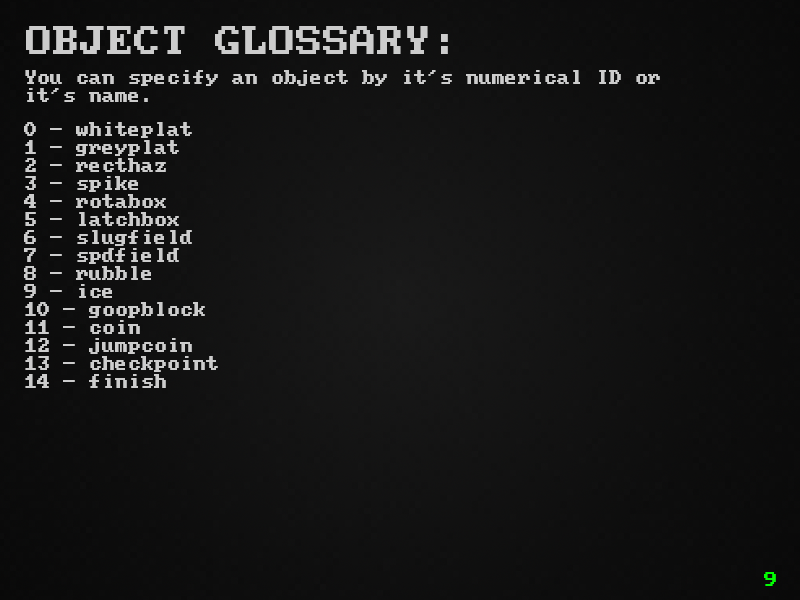 OBJECT GLOSSARY:
You can specify an object by it's numerical ID or
it's name.
0 - whiteplat
1 - greyplat
2 - recthaz
3 - spike
4 - rotabox
5 - latchbox
6 - slugfield
7 - spdfield
8 - rubble
9 - ice
10 - goopblock
11 - coin
12 - jumpcoin
13 - checkpoint
14 - finish
9